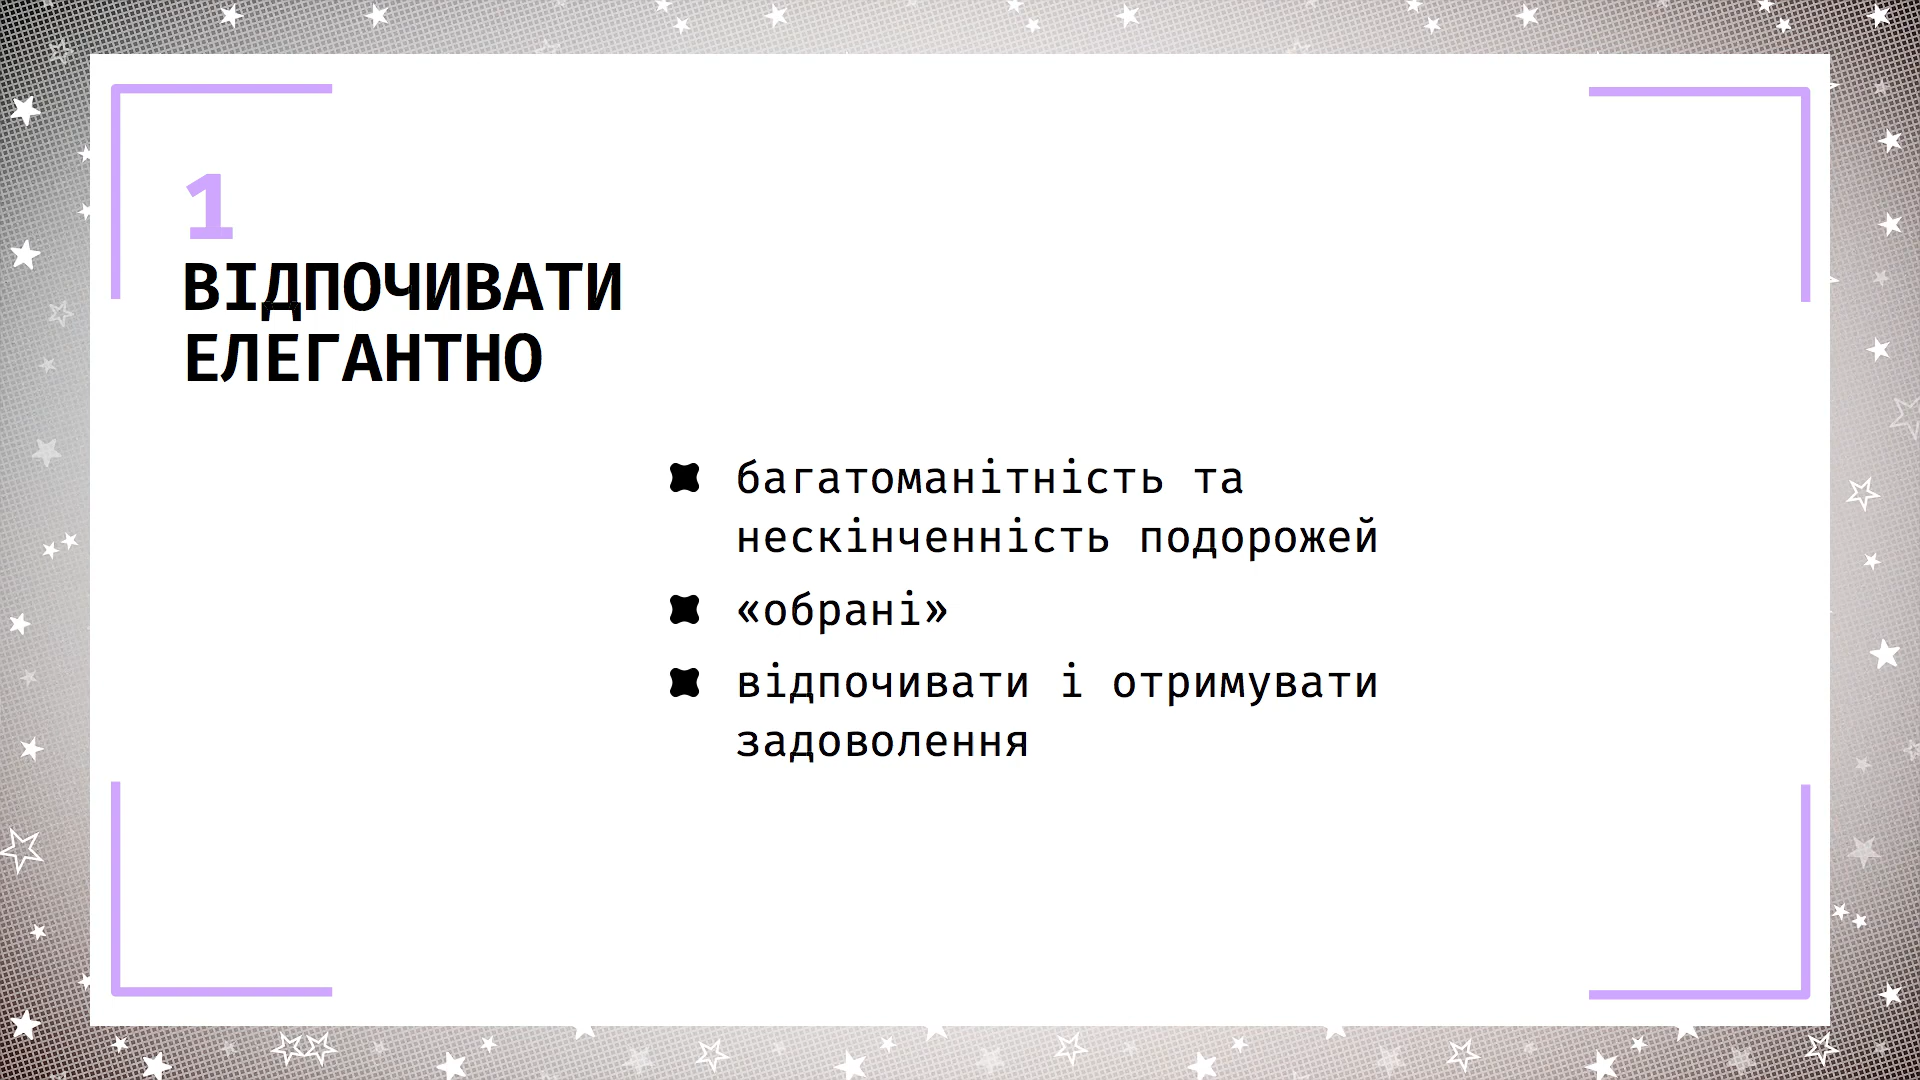 1
ВІДПОЧИВАТИ
ЕЛЕГАНТНО
багатоманітність та
нескінченність подорожей
«обрані»
відпочивати і отримувати
задоволення